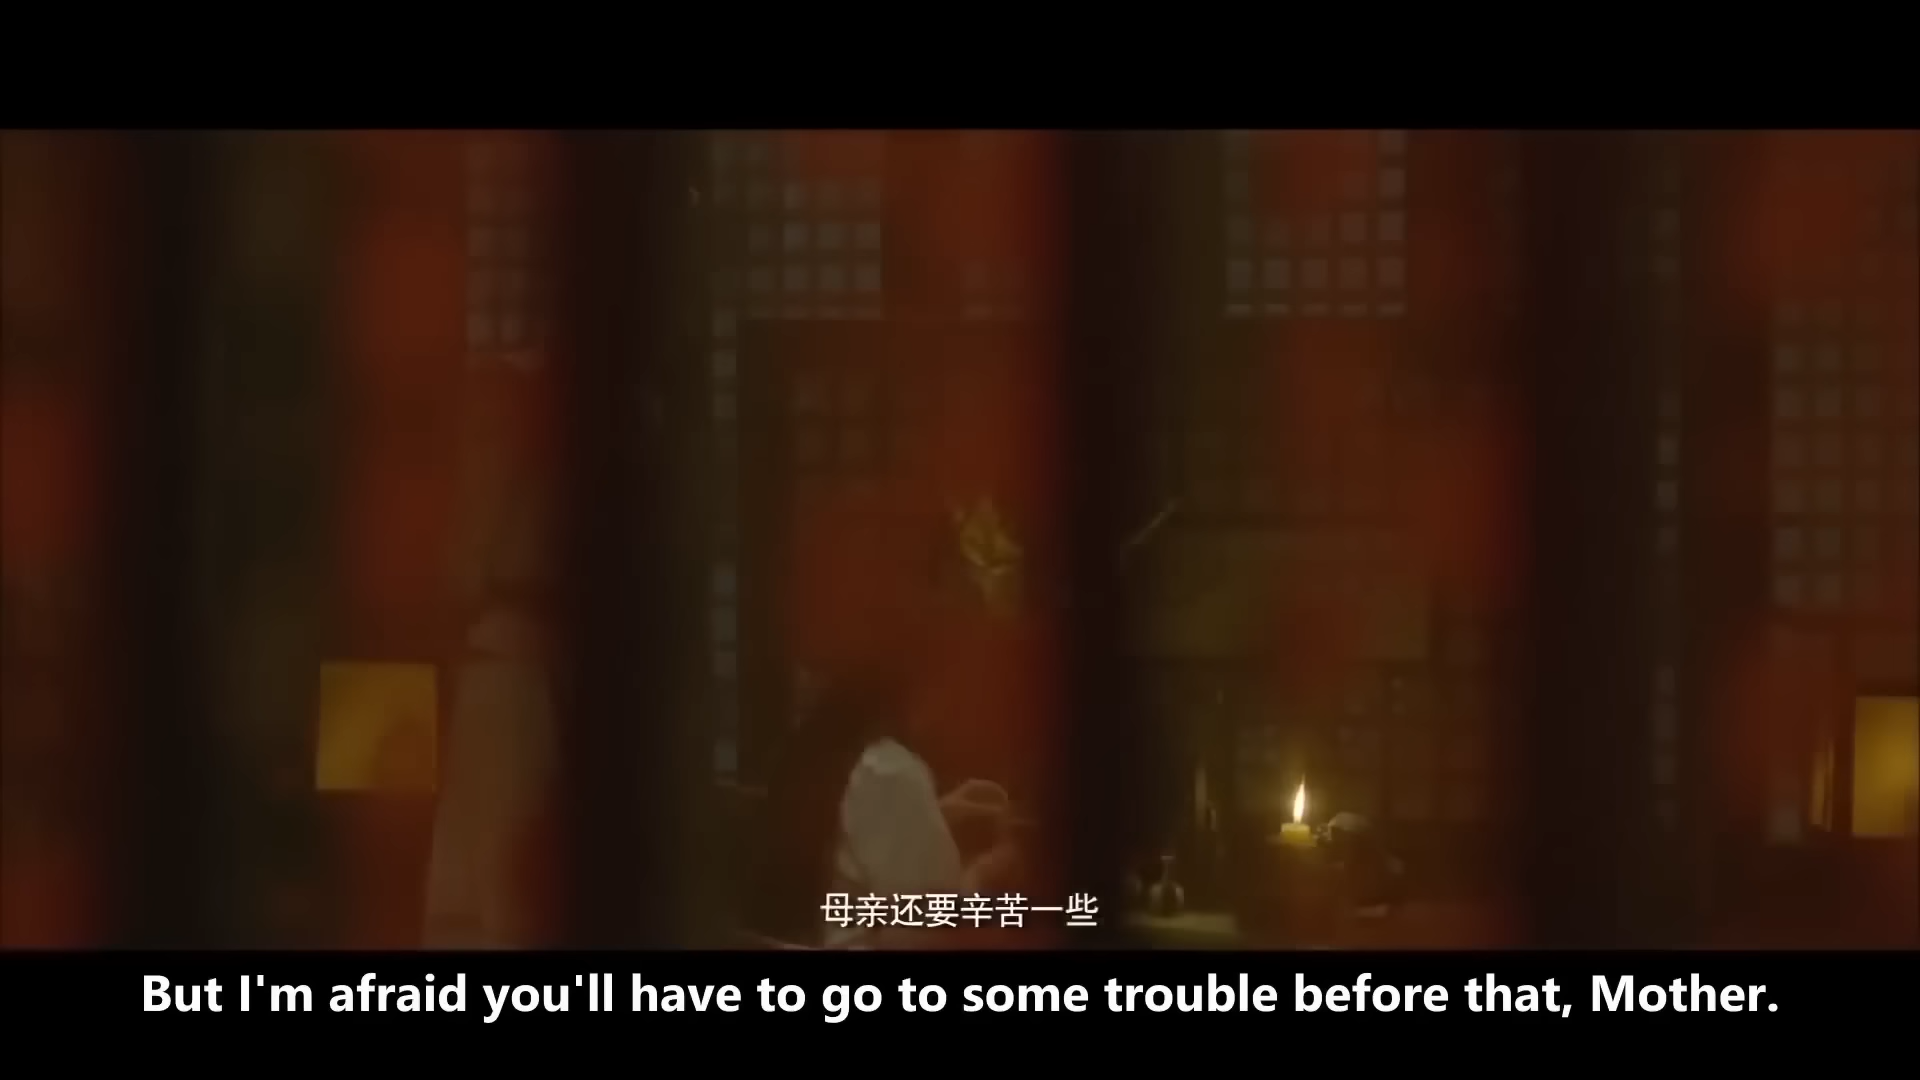 母亲还要辛苦一些
But I'm afraid you'll have to go to some trouble before that, Mother.